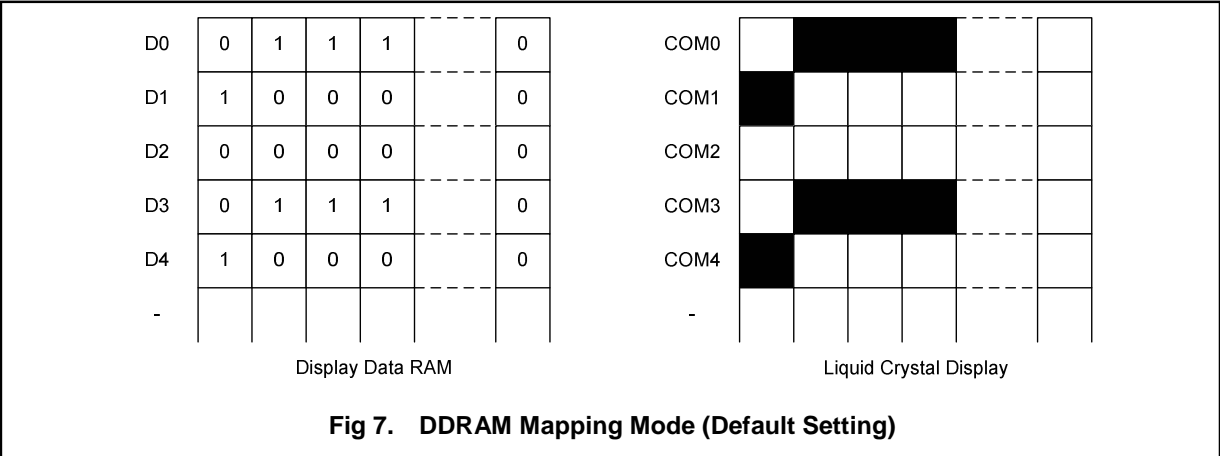 D0 0 1 1 1 0 COM0
D1 1 0 0 0 0 COM1
D2 0 0 0 0 0 COM2
D3 0 1 1 1 0 COM3
D4 1 0 0 0 0 COM4
- -
Display Data RAM Liquid Crystal Display
Fig 7. DDRAM Mapping Mode (Default Setting)